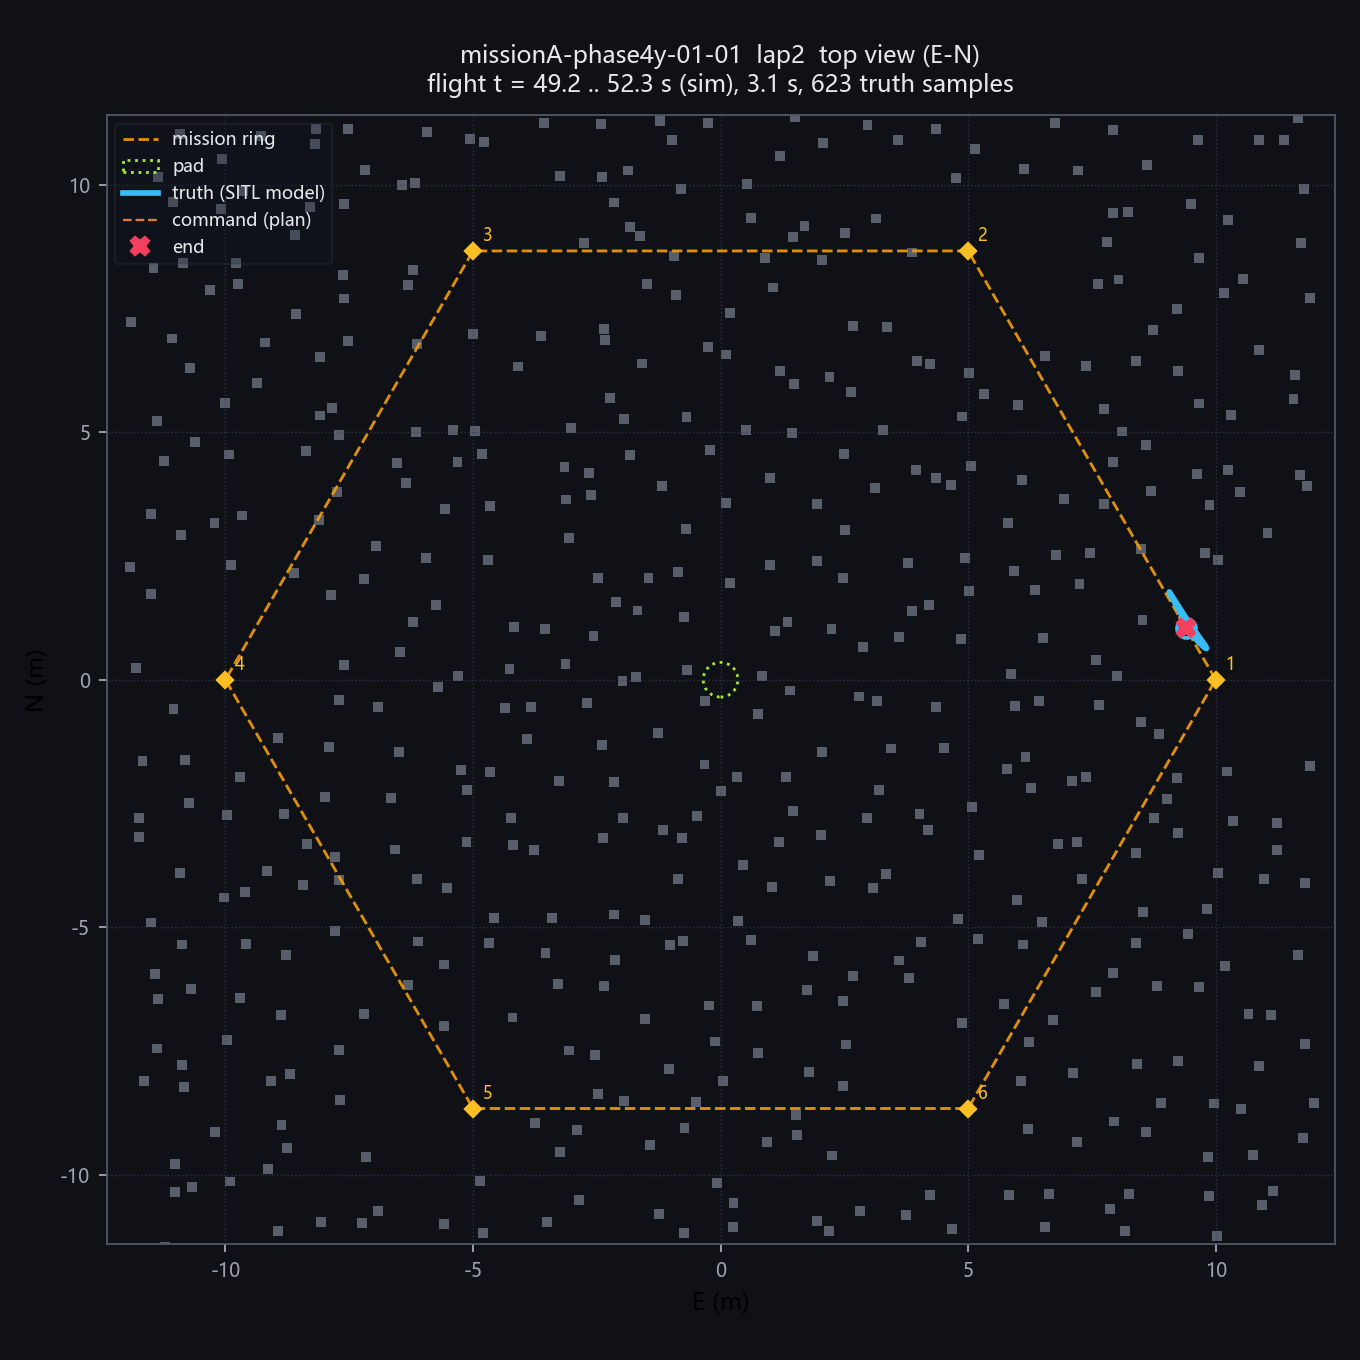 missionA-phase4y-01-01 lap2 top view (E-N)
flight t = 49.2 .. 52.3 s (sim), 3.1 s, 623 truth samples
mission ring
pad
truth (SITL model)
command (plan)
end
10
5
0
-5
-10
N (m)
3
2
4
1
5
6
-10
-5
0
5
10
E (m)